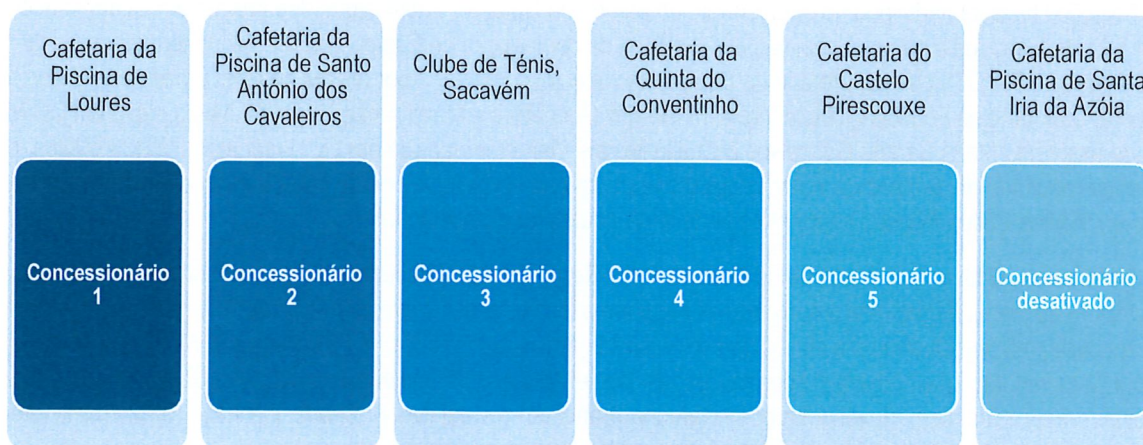 Cafetaria da
Piscina de
Loures
Concessionário
1
Cafetaria da
Piscina de Santo
António dos
Cavaleiros
Concessionário
2
Clube de Ténis,
Sacavém
Concessionário
3
Cafetaria da
Quinta do
Conventinho
Concessionário
4
Cafetaria do
Castelo
Pirescouxe
Concessionário
5
Cafetaria da
Piscina de Santa
Iria da Azóia
Concessionário
desativado